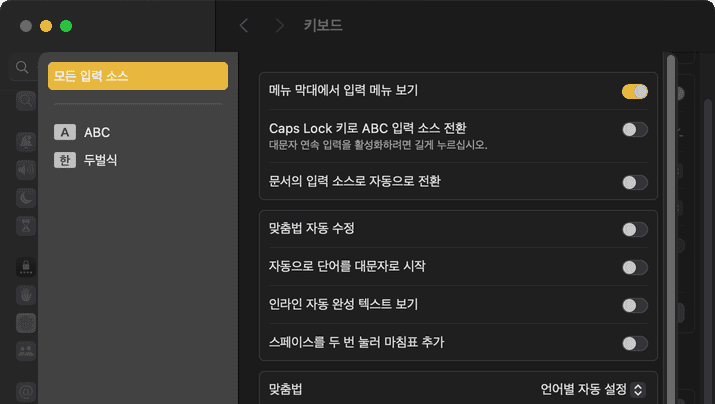 키보드
모든 입력 소스
A ABC
한 두벌식
메뉴 막대에서 입력 메뉴 보기
Caps Lock 키로 ABC 입력 소스 전환
대문자 연속 입력을 활성화하려면 길게 누르십시오.
문서의 입력 소스로 자동으로 전환
맞춤법 자동 수정
자동으로 단어를 대문자로 시작
인라인 자동 완성 텍스트 보기
스페이스를 두 번 눌러 마침표 추가
맞춤법 언어별 자동 설정